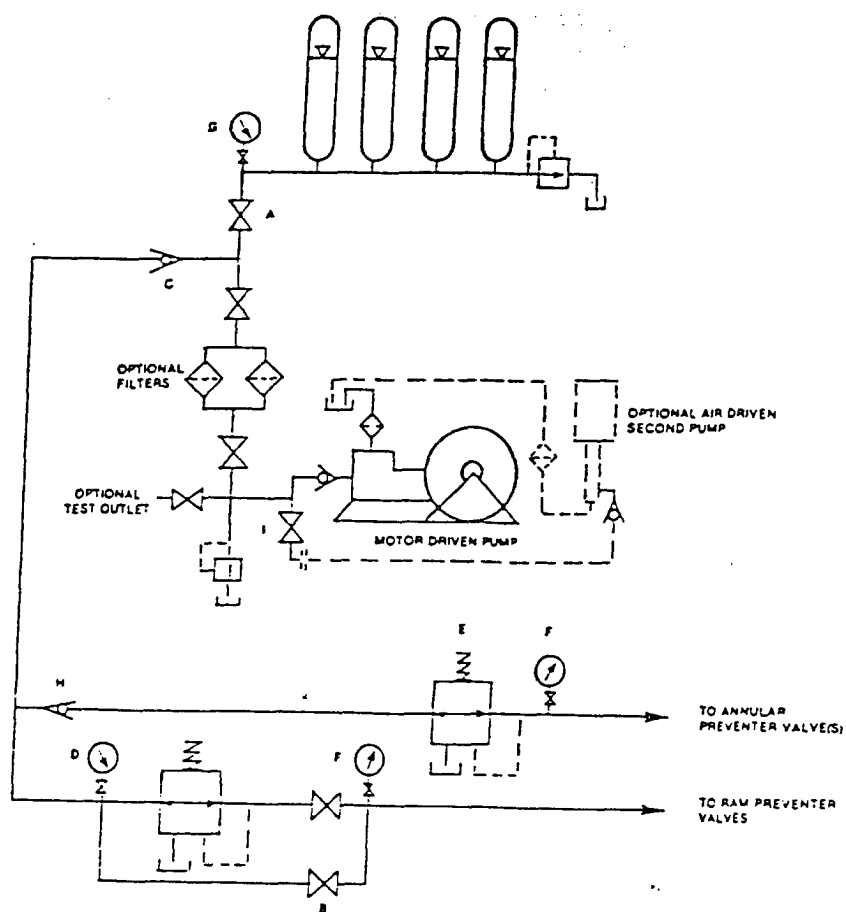 G
A
C
OPTIONAL
FILTERS
OPTIONAL AIR DRIVEN
SECOND PUMP
OPTIONAL
TEST OUTLET
I
MOTOR DRIVEN PUMP
E
F
H
TO ANNULAR
PREVENTER VALVE(S)
D
F
TO RAM PREVENTER
VALVES
B